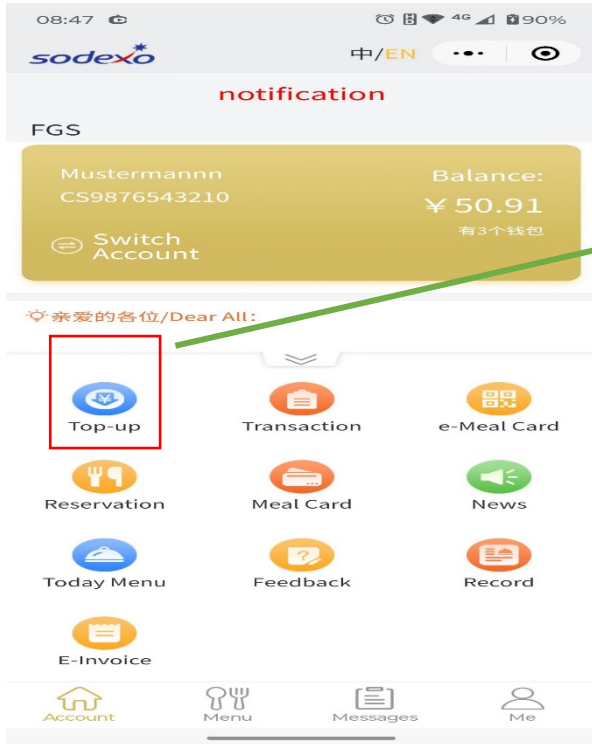 08:47
4G 90%
sodexo
中/EN
notification
FGS
Mustermannn
CS9876543210
Balance:
¥ 50.91
有3个钱包
Switch
Account
亲爱的各位/Dear All:
Top-up
Transaction
e-Meal Card
Reservation
Meal Card
News
Today Menu
Feedback
Record
E-Invoice
Account
Menu
Messages
Me